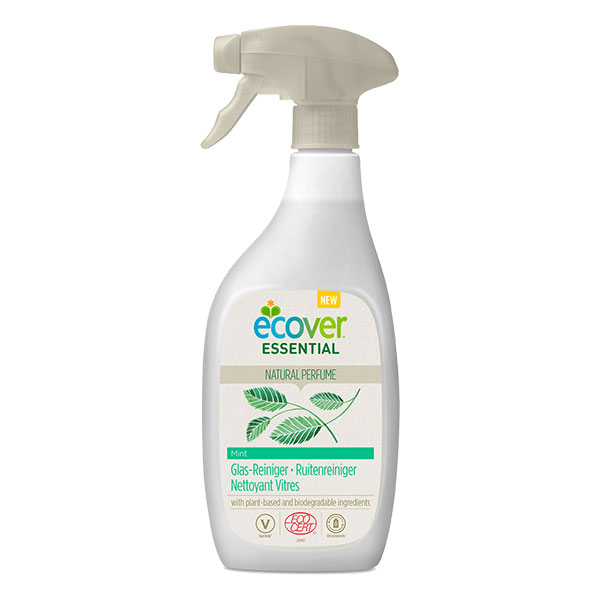 NEW
ecover
ESSENTIAL
NATURAL PERFUME
Mint
Glas-Reiniger • Ruitenreiniger
Nettoyant Vitres
with plant-based and biodegradable ingredients
V
ECO
CERT